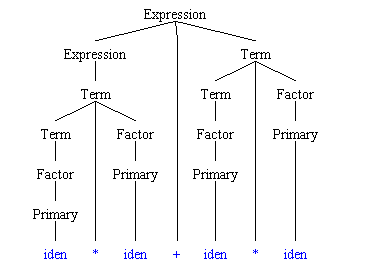 Expression
Expression Term
Term Term Factor
Term Factor Factor Primary
Factor Primary Primary
Primary
iden * iden + iden * iden